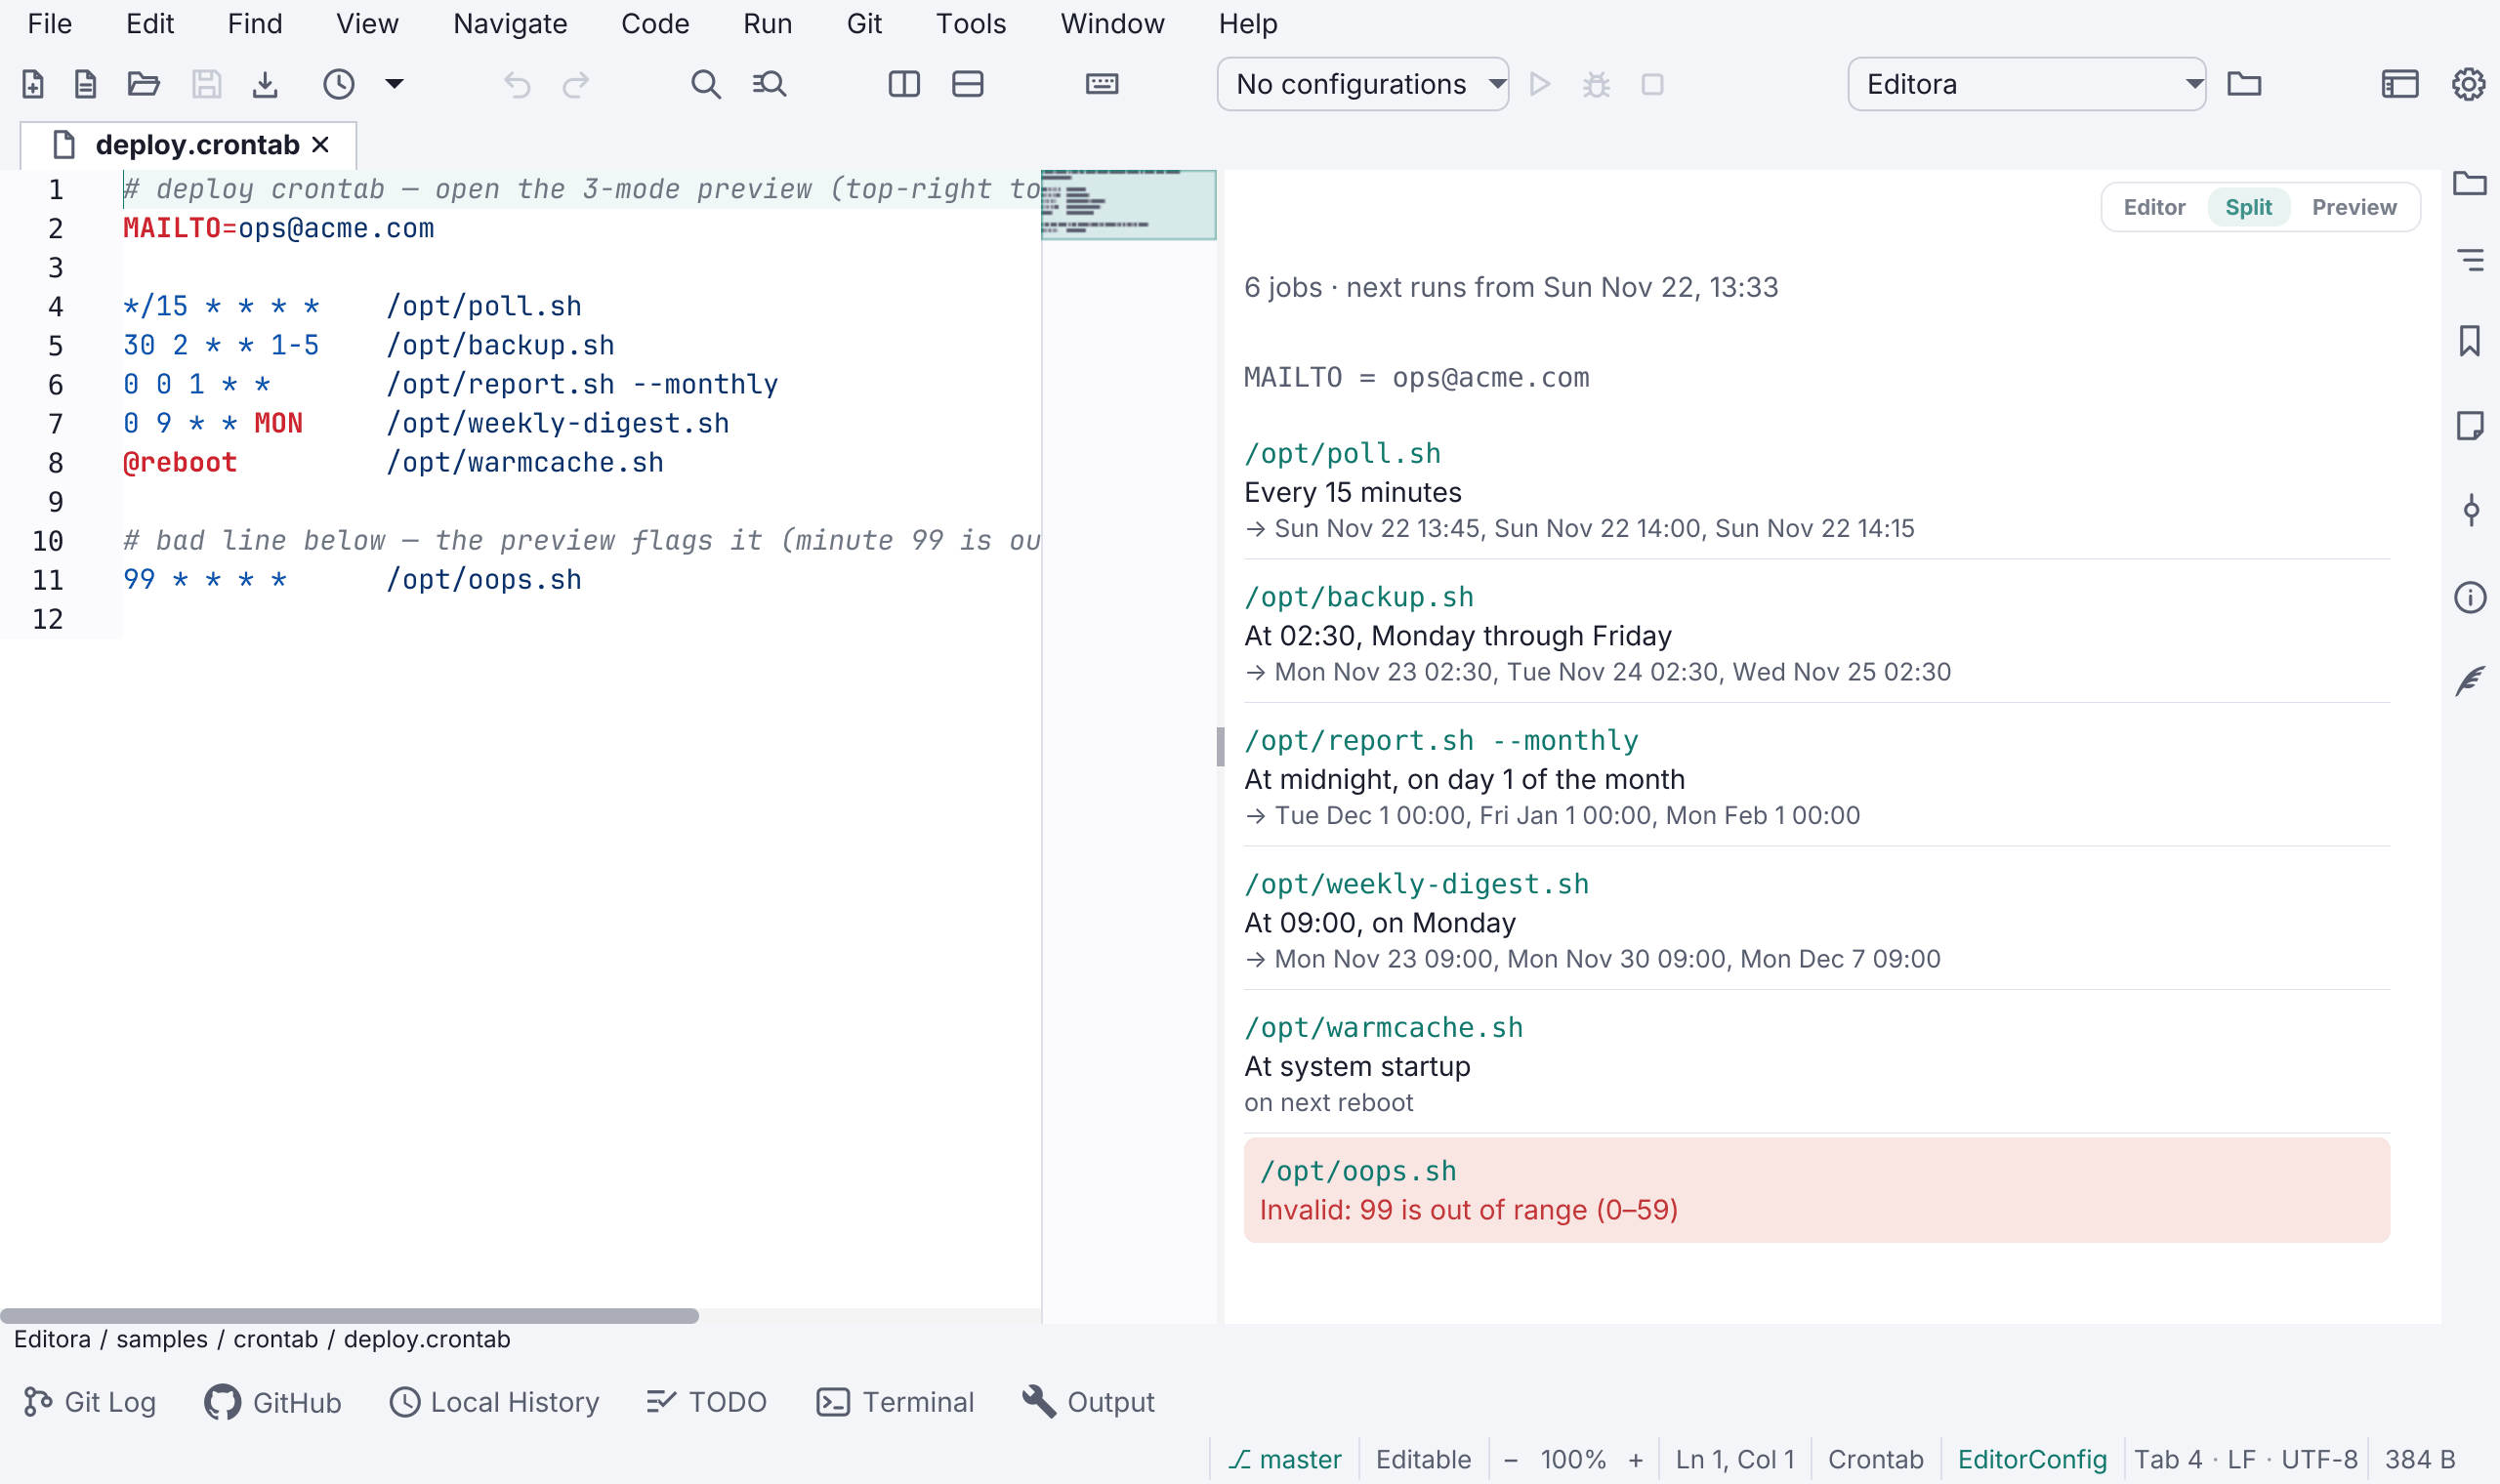 File Edit Find View Navigate Code Run Git Tools Window Help
No configurations Editora
deploy.crontab
1 # deploy crontab — open the 3-mode preview (top-right to
2 MAILTO=ops@acme.com
3
4 */15 * * * * /opt/poll.sh
5 30 2 * * 1-5 /opt/backup.sh
6 0 0 1 * * /opt/report.sh --monthly
7 0 9 * * MON /opt/weekly-digest.sh
8 @reboot /opt/warmcache.sh
9
10 # bad line below — the preview flags it (minute 99 is ou
11 99 * * * * /opt/oops.sh
12
Editor Split Preview
6 jobs · next runs from Sun Nov 22, 13:33
MAILTO = ops@acme.com
/opt/poll.sh
Every 15 minutes
→ Sun Nov 22 13:45, Sun Nov 22 14:00, Sun Nov 22 14:15
/opt/backup.sh
At 02:30, Monday through Friday
→ Mon Nov 23 02:30, Tue Nov 24 02:30, Wed Nov 25 02:30
/opt/report.sh --monthly
At midnight, on day 1 of the month
→ Tue Dec 1 00:00, Fri Jan 1 00:00, Mon Feb 1 00:00
/opt/weekly-digest.sh
At 09:00, on Monday
→ Mon Nov 23 09:00, Mon Nov 30 09:00, Mon Dec 7 09:00
/opt/warmcache.sh
At system startup
on next reboot
/opt/oops.sh
Invalid: 99 is out of range (0–59)
Editora / samples / crontab / deploy.crontab
Git Log GitHub Local History TODO Terminal Output
master Editable − 100% + Ln 1, Col 1 Crontab EditorConfig Tab 4 · LF · UTF-8 384 B